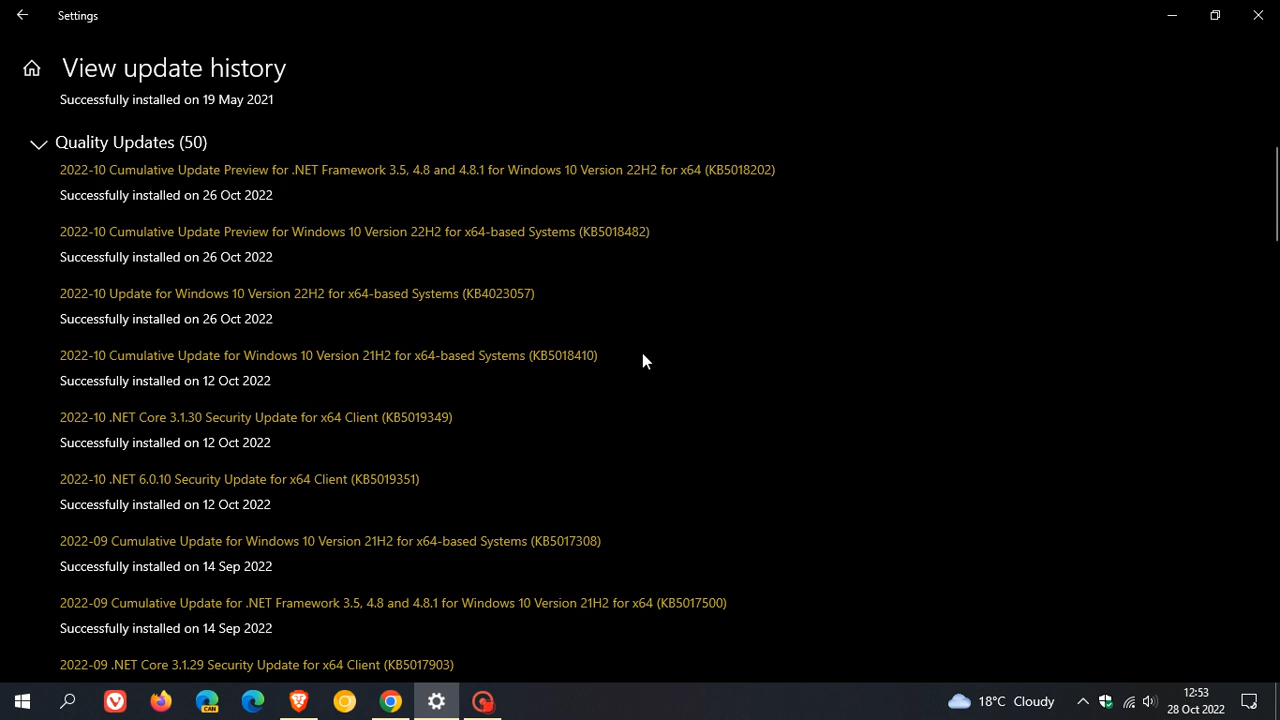 Settings
View update history
Successfully installed on 19 May 2021
Quality Updates (50)
2022-10 Cumulative Update Preview for .NET Framework 3.5, 4.8 and 4.8.1 for Windows 10 Version 22H2 for x64 (KB5018202)
Successfully installed on 26 Oct 2022
2022-10 Cumulative Update Preview for Windows 10 Version 22H2 for x64-based Systems (KB5018482)
Successfully installed on 26 Oct 2022
2022-10 Update for Windows 10 Version 22H2 for x64-based Systems (KB4023057)
Successfully installed on 26 Oct 2022
2022-10 Cumulative Update for Windows 10 Version 21H2 for x64-based Systems (KB5018410)
Successfully installed on 12 Oct 2022
2022-10 .NET Core 3.1.30 Security Update for x64 Client (KB5019349)
Successfully installed on 12 Oct 2022
2022-10 .NET 6.0.10 Security Update for x64 Client (KB5019351)
Successfully installed on 12 Oct 2022
2022-09 Cumulative Update for Windows 10 Version 21H2 for x64-based Systems (KB5017308)
Successfully installed on 14 Sep 2022
2022-09 Cumulative Update for .NET Framework 3.5, 4.8 and 4.8.1 for Windows 10 Version 21H2 for x64 (KB5017500)
Successfully installed on 14 Sep 2022
2022-09 .NET Core 3.1.29 Security Update for x64 Client (KB5017903)
CAN
18°C Cloudy
12:53
28 Oct 2022